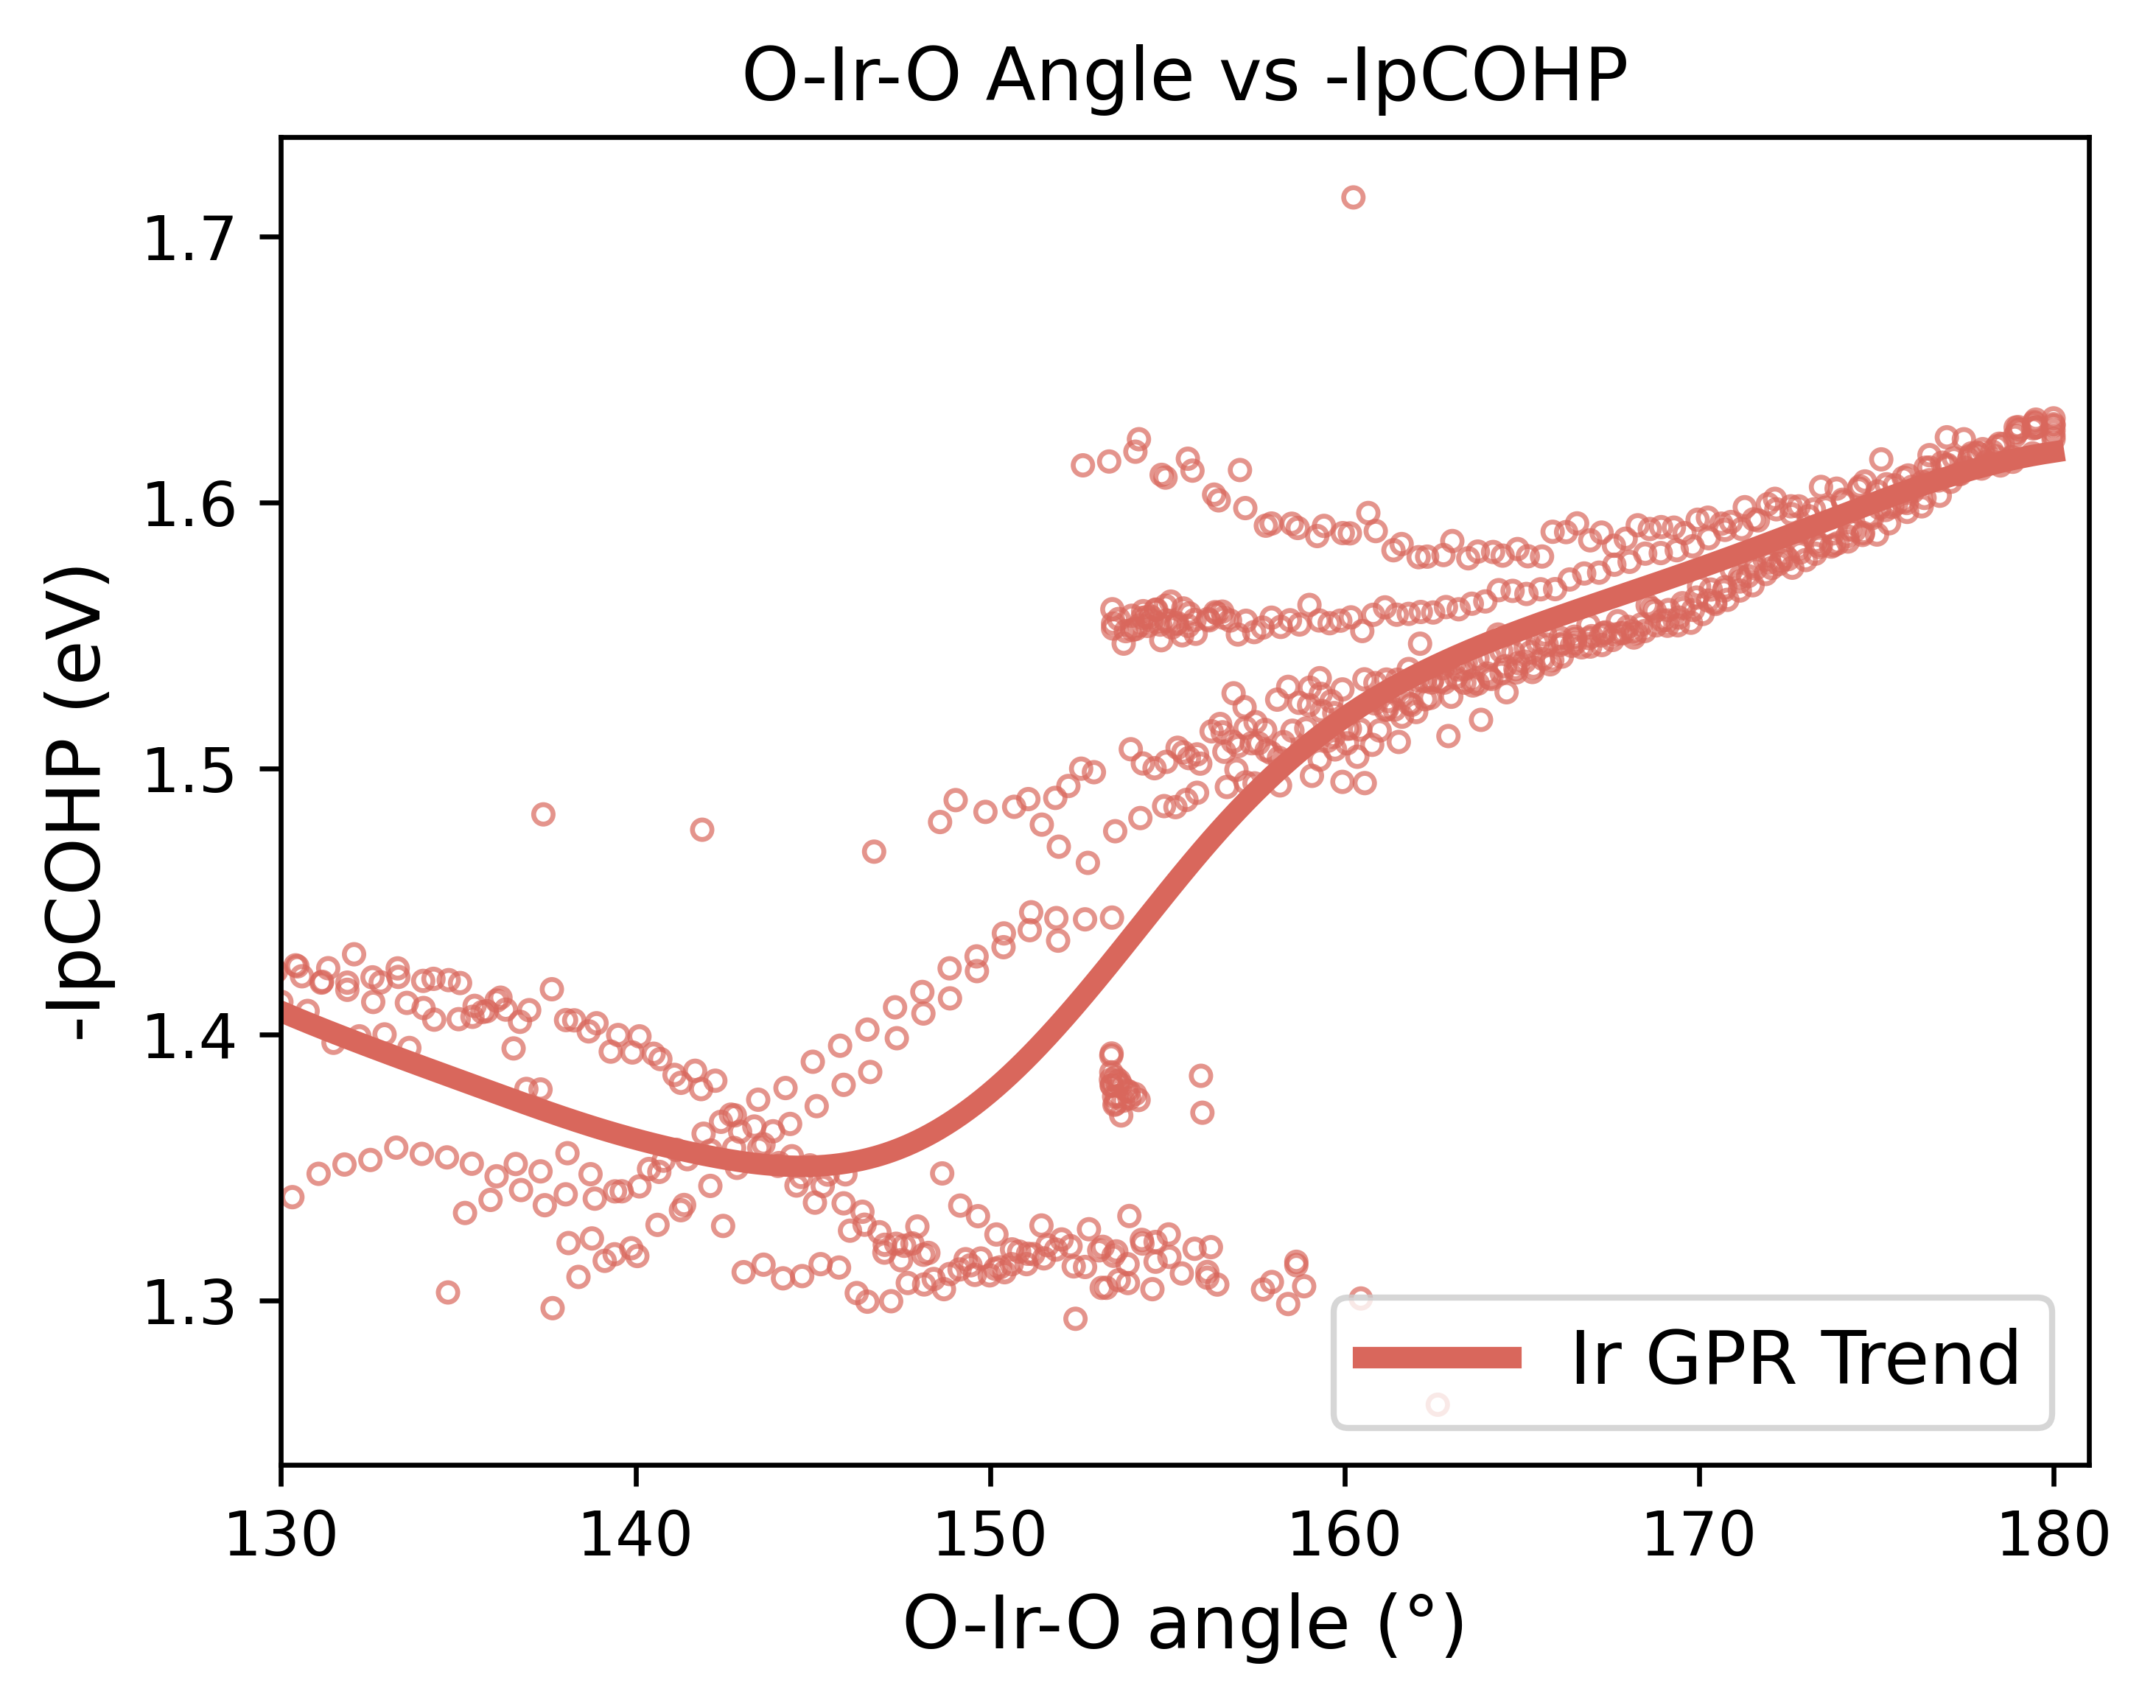 O-Ir-O Angle vs -IpCOHP
-IpCOHP (eV)
1.7
1.6
1.5
1.4
1.3
Ir GPR Trend
130 140 150 160 170 180
O-Ir-O angle (°)